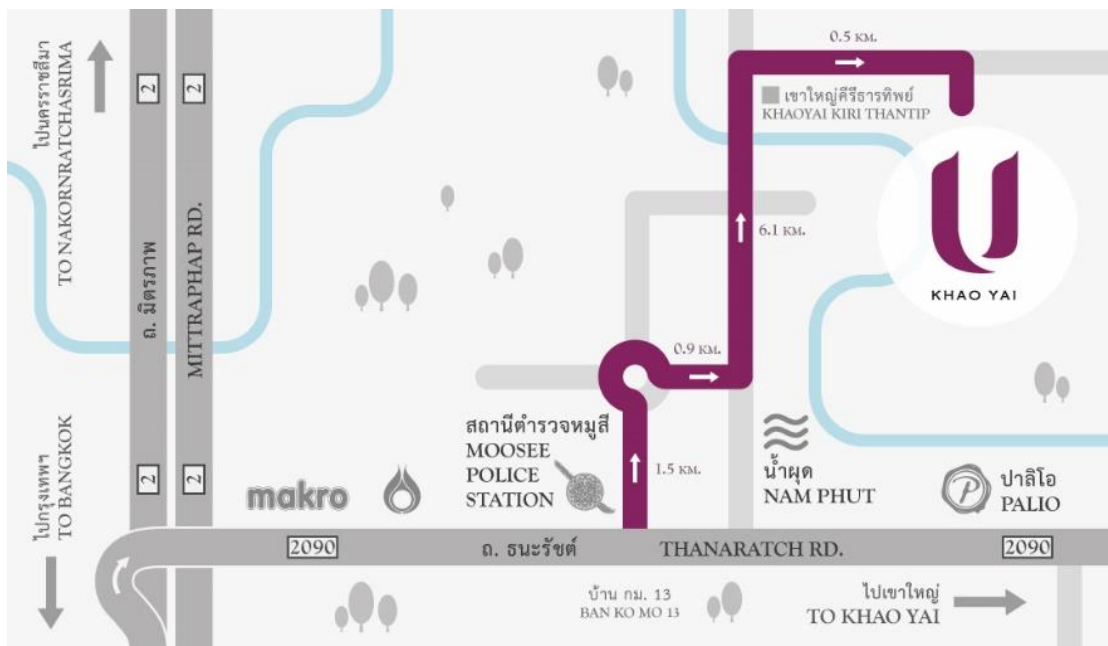 ไปนครราชสีมา
TO NAKORNRATCHASRIMA
2
2
0.5 KM.
เขาใหญ่คีรีธารทิพย์
KHAOYAI KIRI THANTIP
U
KHAO YAI
ถ. มิตรภาพ
MITTRAPHAP RD.
6.1 KM.
0.9 KM.
ไปกรุงเทพฯ
TO BANGKOK
2
2
makro
สถานีตำรวจหมูสี
MOOSEE
POLICE
STATION
1.5 KM.
น้ำผุด
NAM PHUT
P
ปาลิโอ
PALIO
2090
ถ. ธนะรัชต์
THANARATCH RD.
2090
บ้าน กม. 13
BAN KO MO 13
ไปเขาใหญ่
TO KHAO YAI